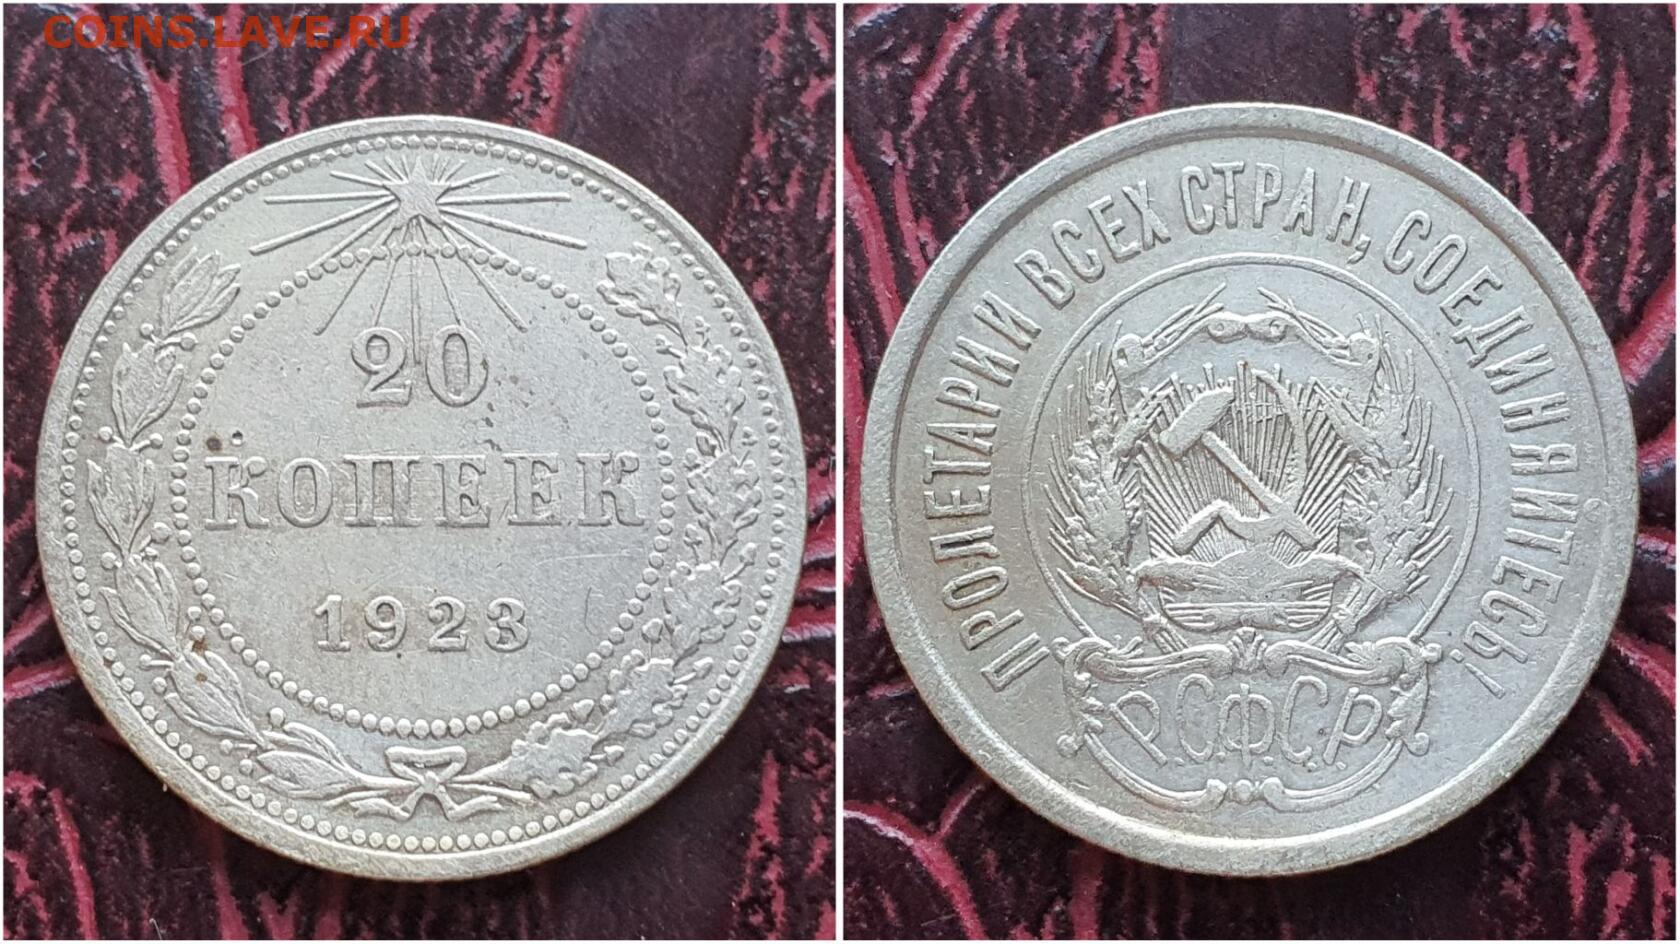 COINS.LAVE.RU
20
КОПЕЕК
1923
ПРОЛЕТАРИИ ВСЕХ СТРАН, СОЕДИНЯЙТЕСЬ!
Р.С.Ф.С.Р.